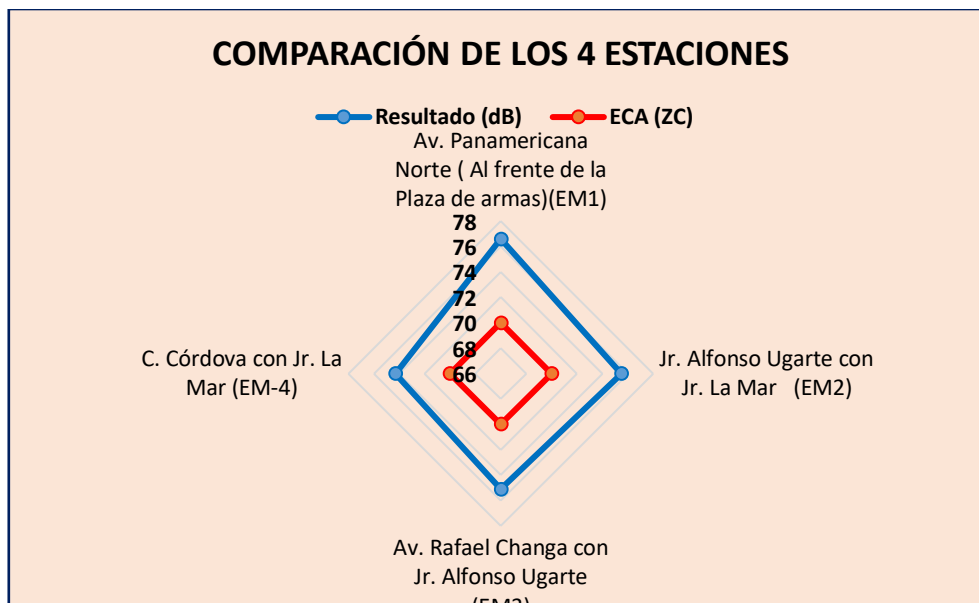 COMPARACIÓN DE LOS 4 ESTACIONES
Resultado (dB) ECA (ZC)
Av. Panamericana
Norte ( Al frente de la
Plaza de armas)(EM1)
78
76
74
72
70
68
66
C. Córdova con Jr. La
Mar (EM-4)
Jr. Alfonso Ugarte con
Jr. La Mar (EM2)
Av. Rafael Changa con
Jr. Alfonso Ugarte